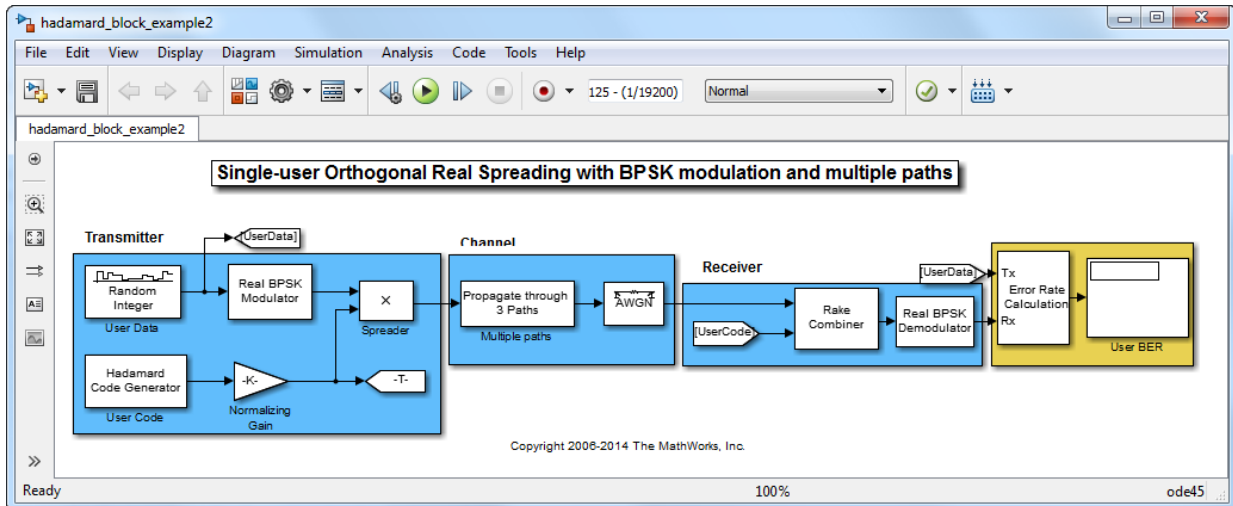 hadamard_block_example2
File Edit View Display Diagram Simulation Analysis Code Tools Help
125 - (1/19200) Normal
hadamard_block_example2
Single-user Orthogonal Real Spreading with BPSK modulation and multiple paths
Transmitter
[UserData]
Random
Integer
User Data
Real BPSK
Modulator
×
Spreader
Hadamard
Code Generator
User Code
-K-
Normalizing
Gain
-T-
Channel
Propagate through
3 Paths
Multiple paths
AWGN
Receiver
[UserCode]
Rake
Combiner
Real BPSK
Demodulator
[UserData]
Tx
Error Rate
Calculation
Rx
User BER
Copyright 2006-2014 The MathWorks, Inc.
Ready 100% ode45